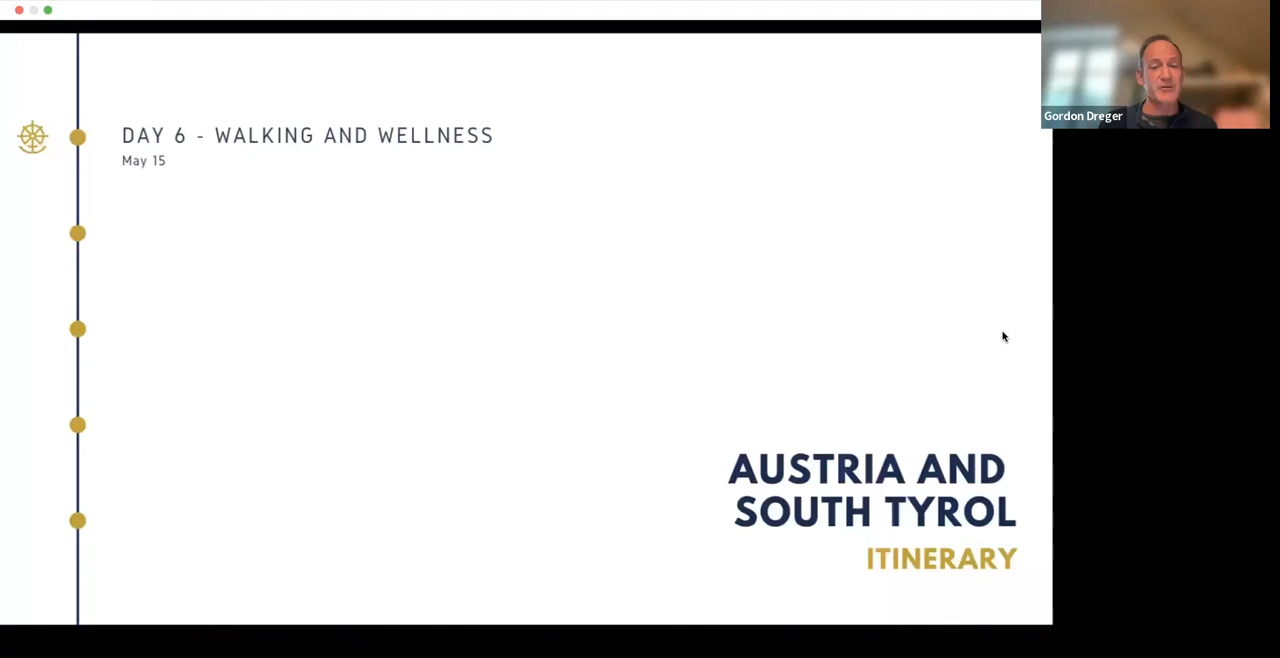 DAY 6 - WALKING AND WELLNESS
May 15
Gordon Dreger
AUSTRIA AND
SOUTH TYROL
ITINERARY